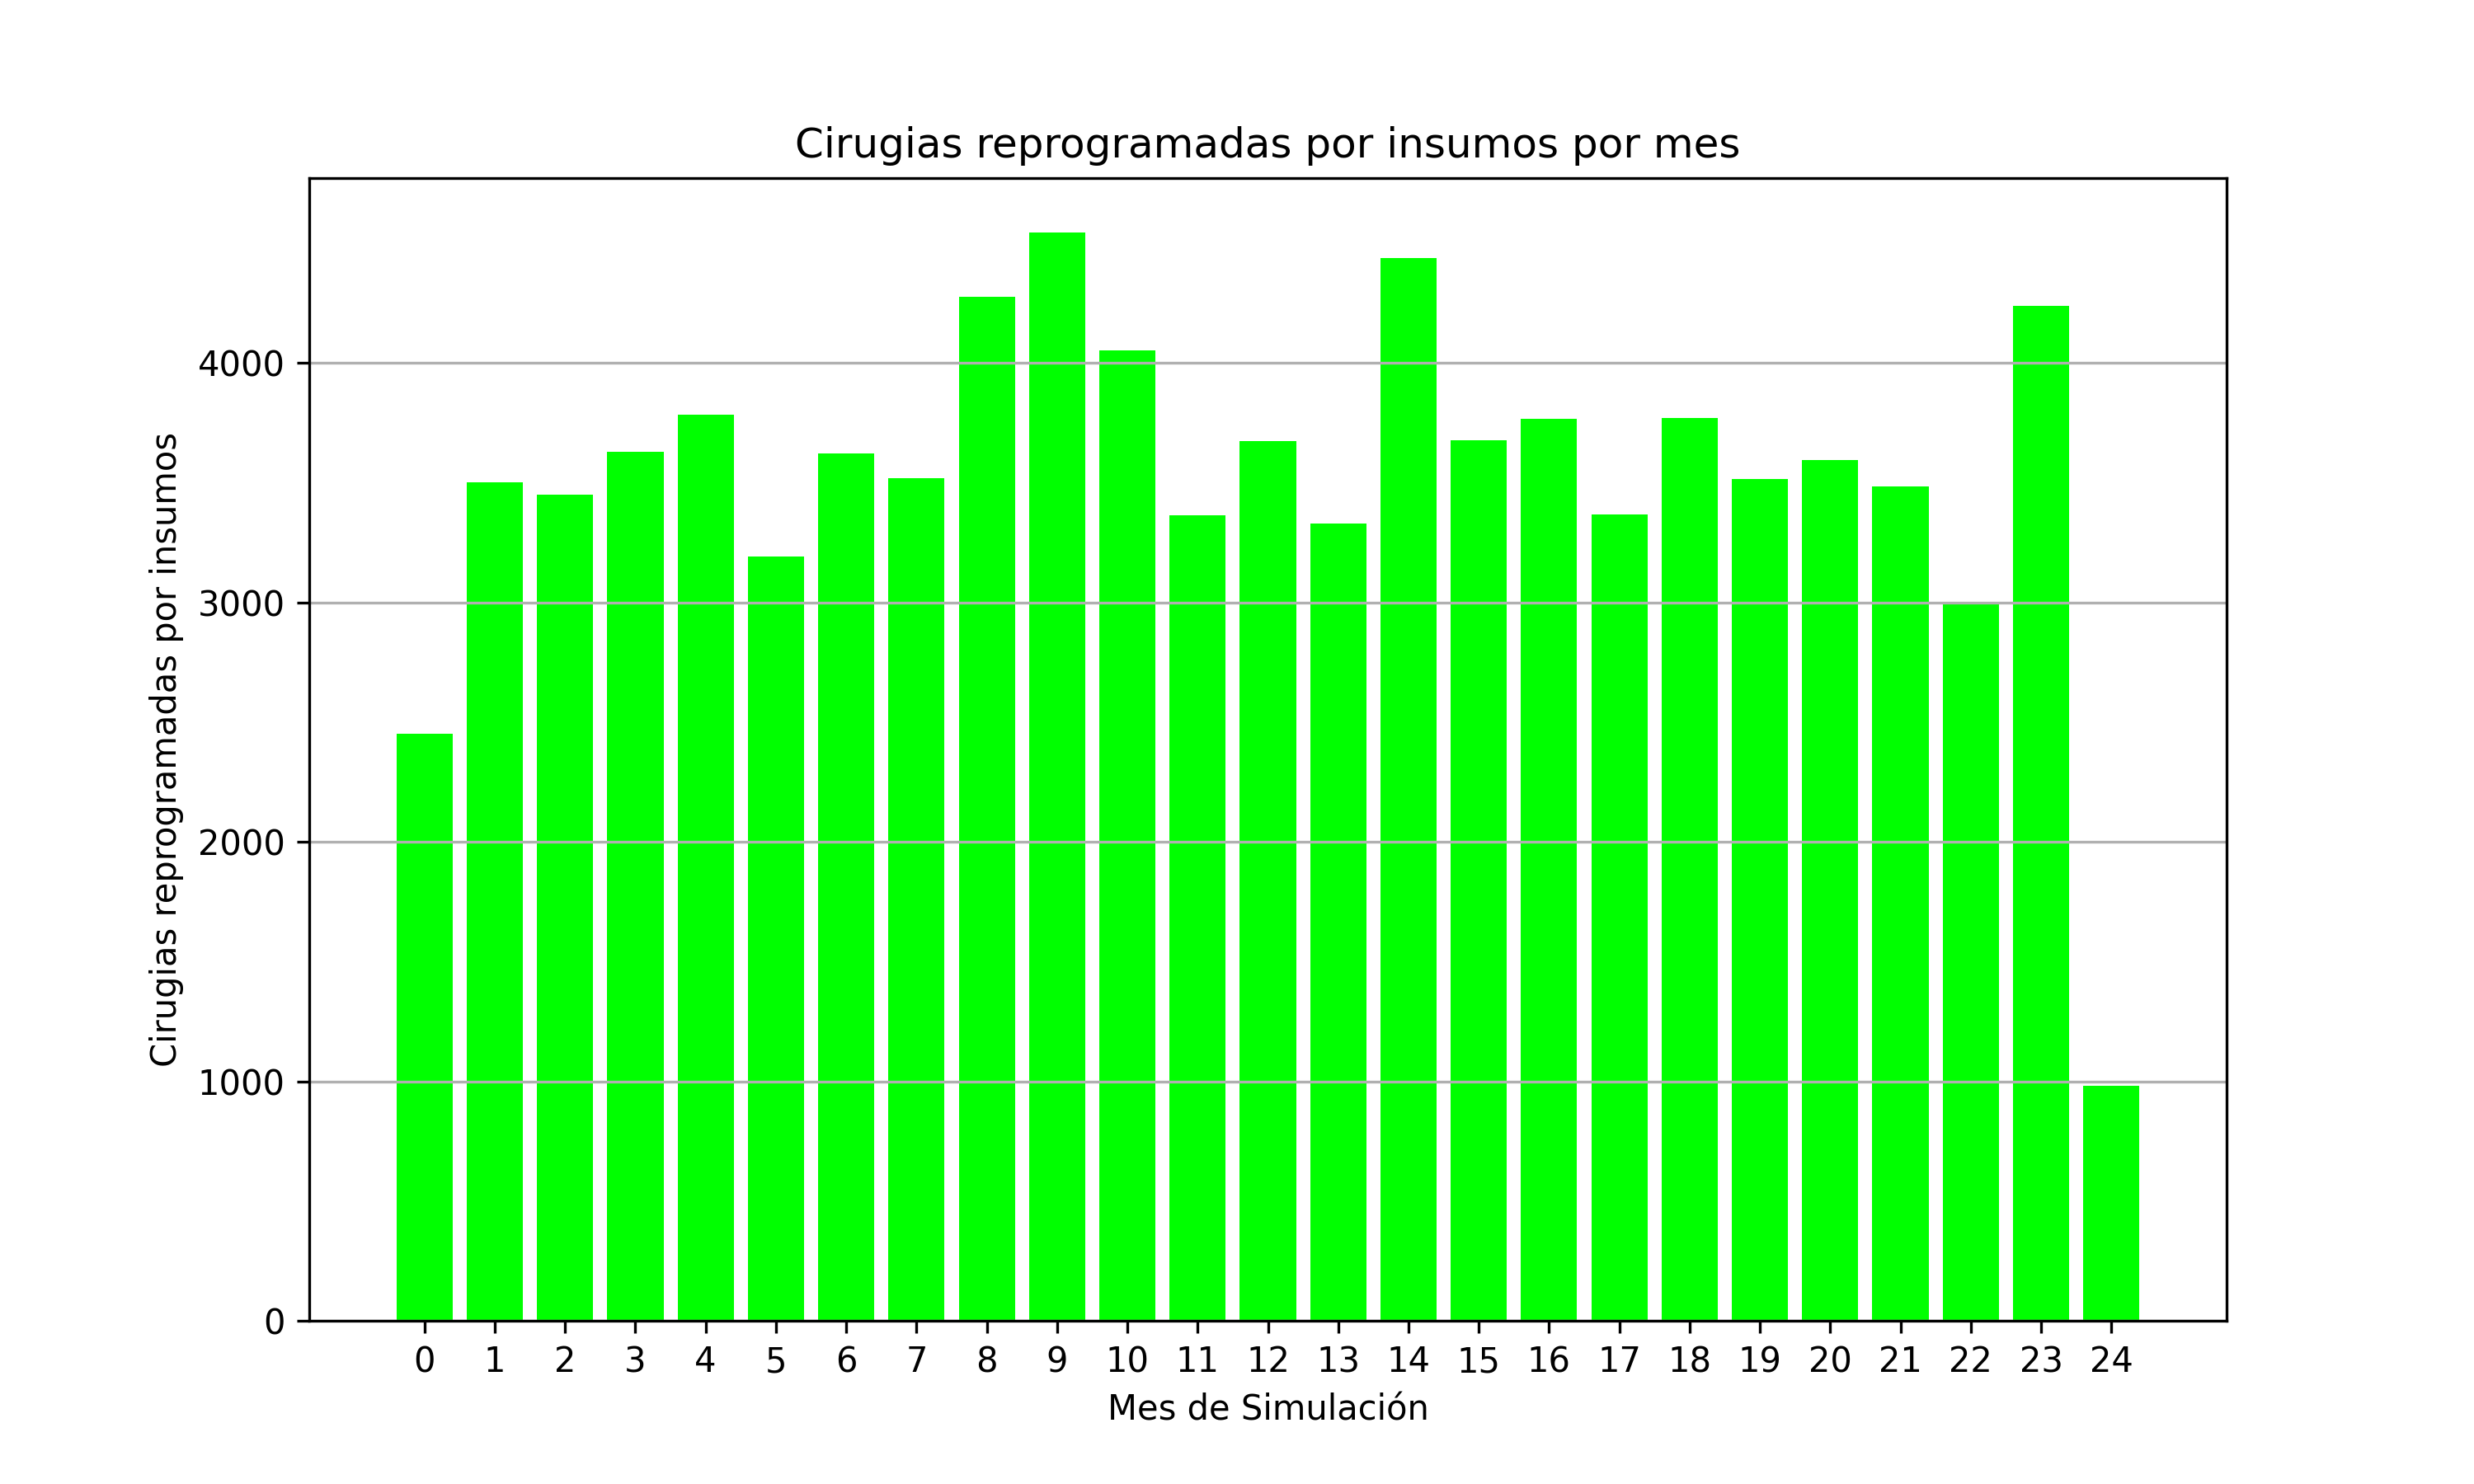 Cirugias reprogramadas por insumos por mes
Cirugias reprogramadas por insumos
4000
3000
2000
1000
0
0 1 2 3 4 5 6 7 8 9 10 11 12 13 14 15 16 17 18 19 20 21 22 23 24
Mes de Simulación